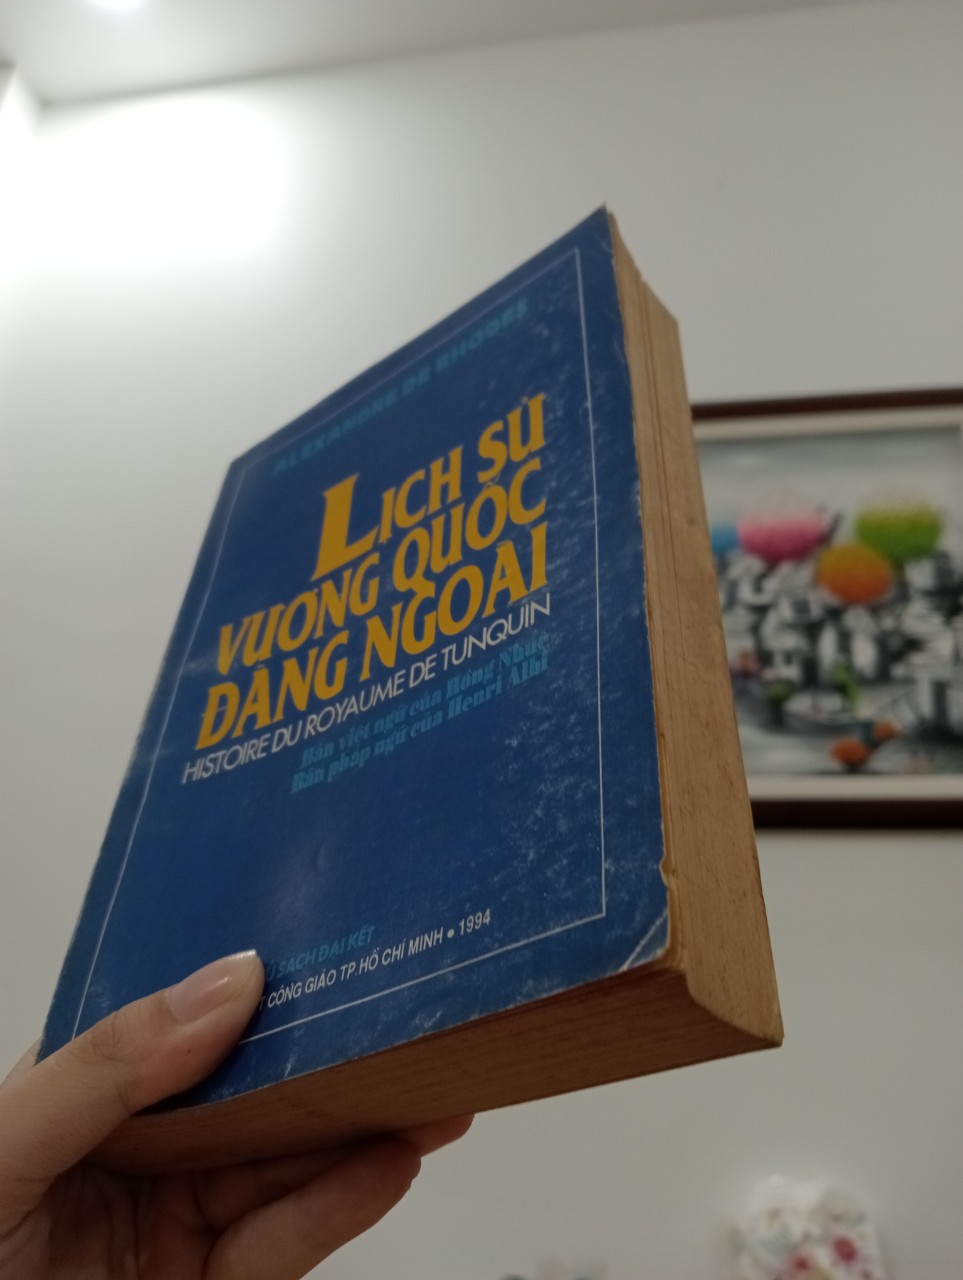 ALEXANDRE DE RHODES
LỊCH SỬ
VƯƠNG QUỐC
ĐÀNG NGOÀI
HISTOIRE DU ROYAUME DE TUNQUIN
Bản việt ngữ của Hồng Nhuệ
Bản pháp ngữ của Henri Albi
SÁCH ĐẠI KẾT
CÔNG GIÁO TP. HỒ CHÍ MINH • 1994